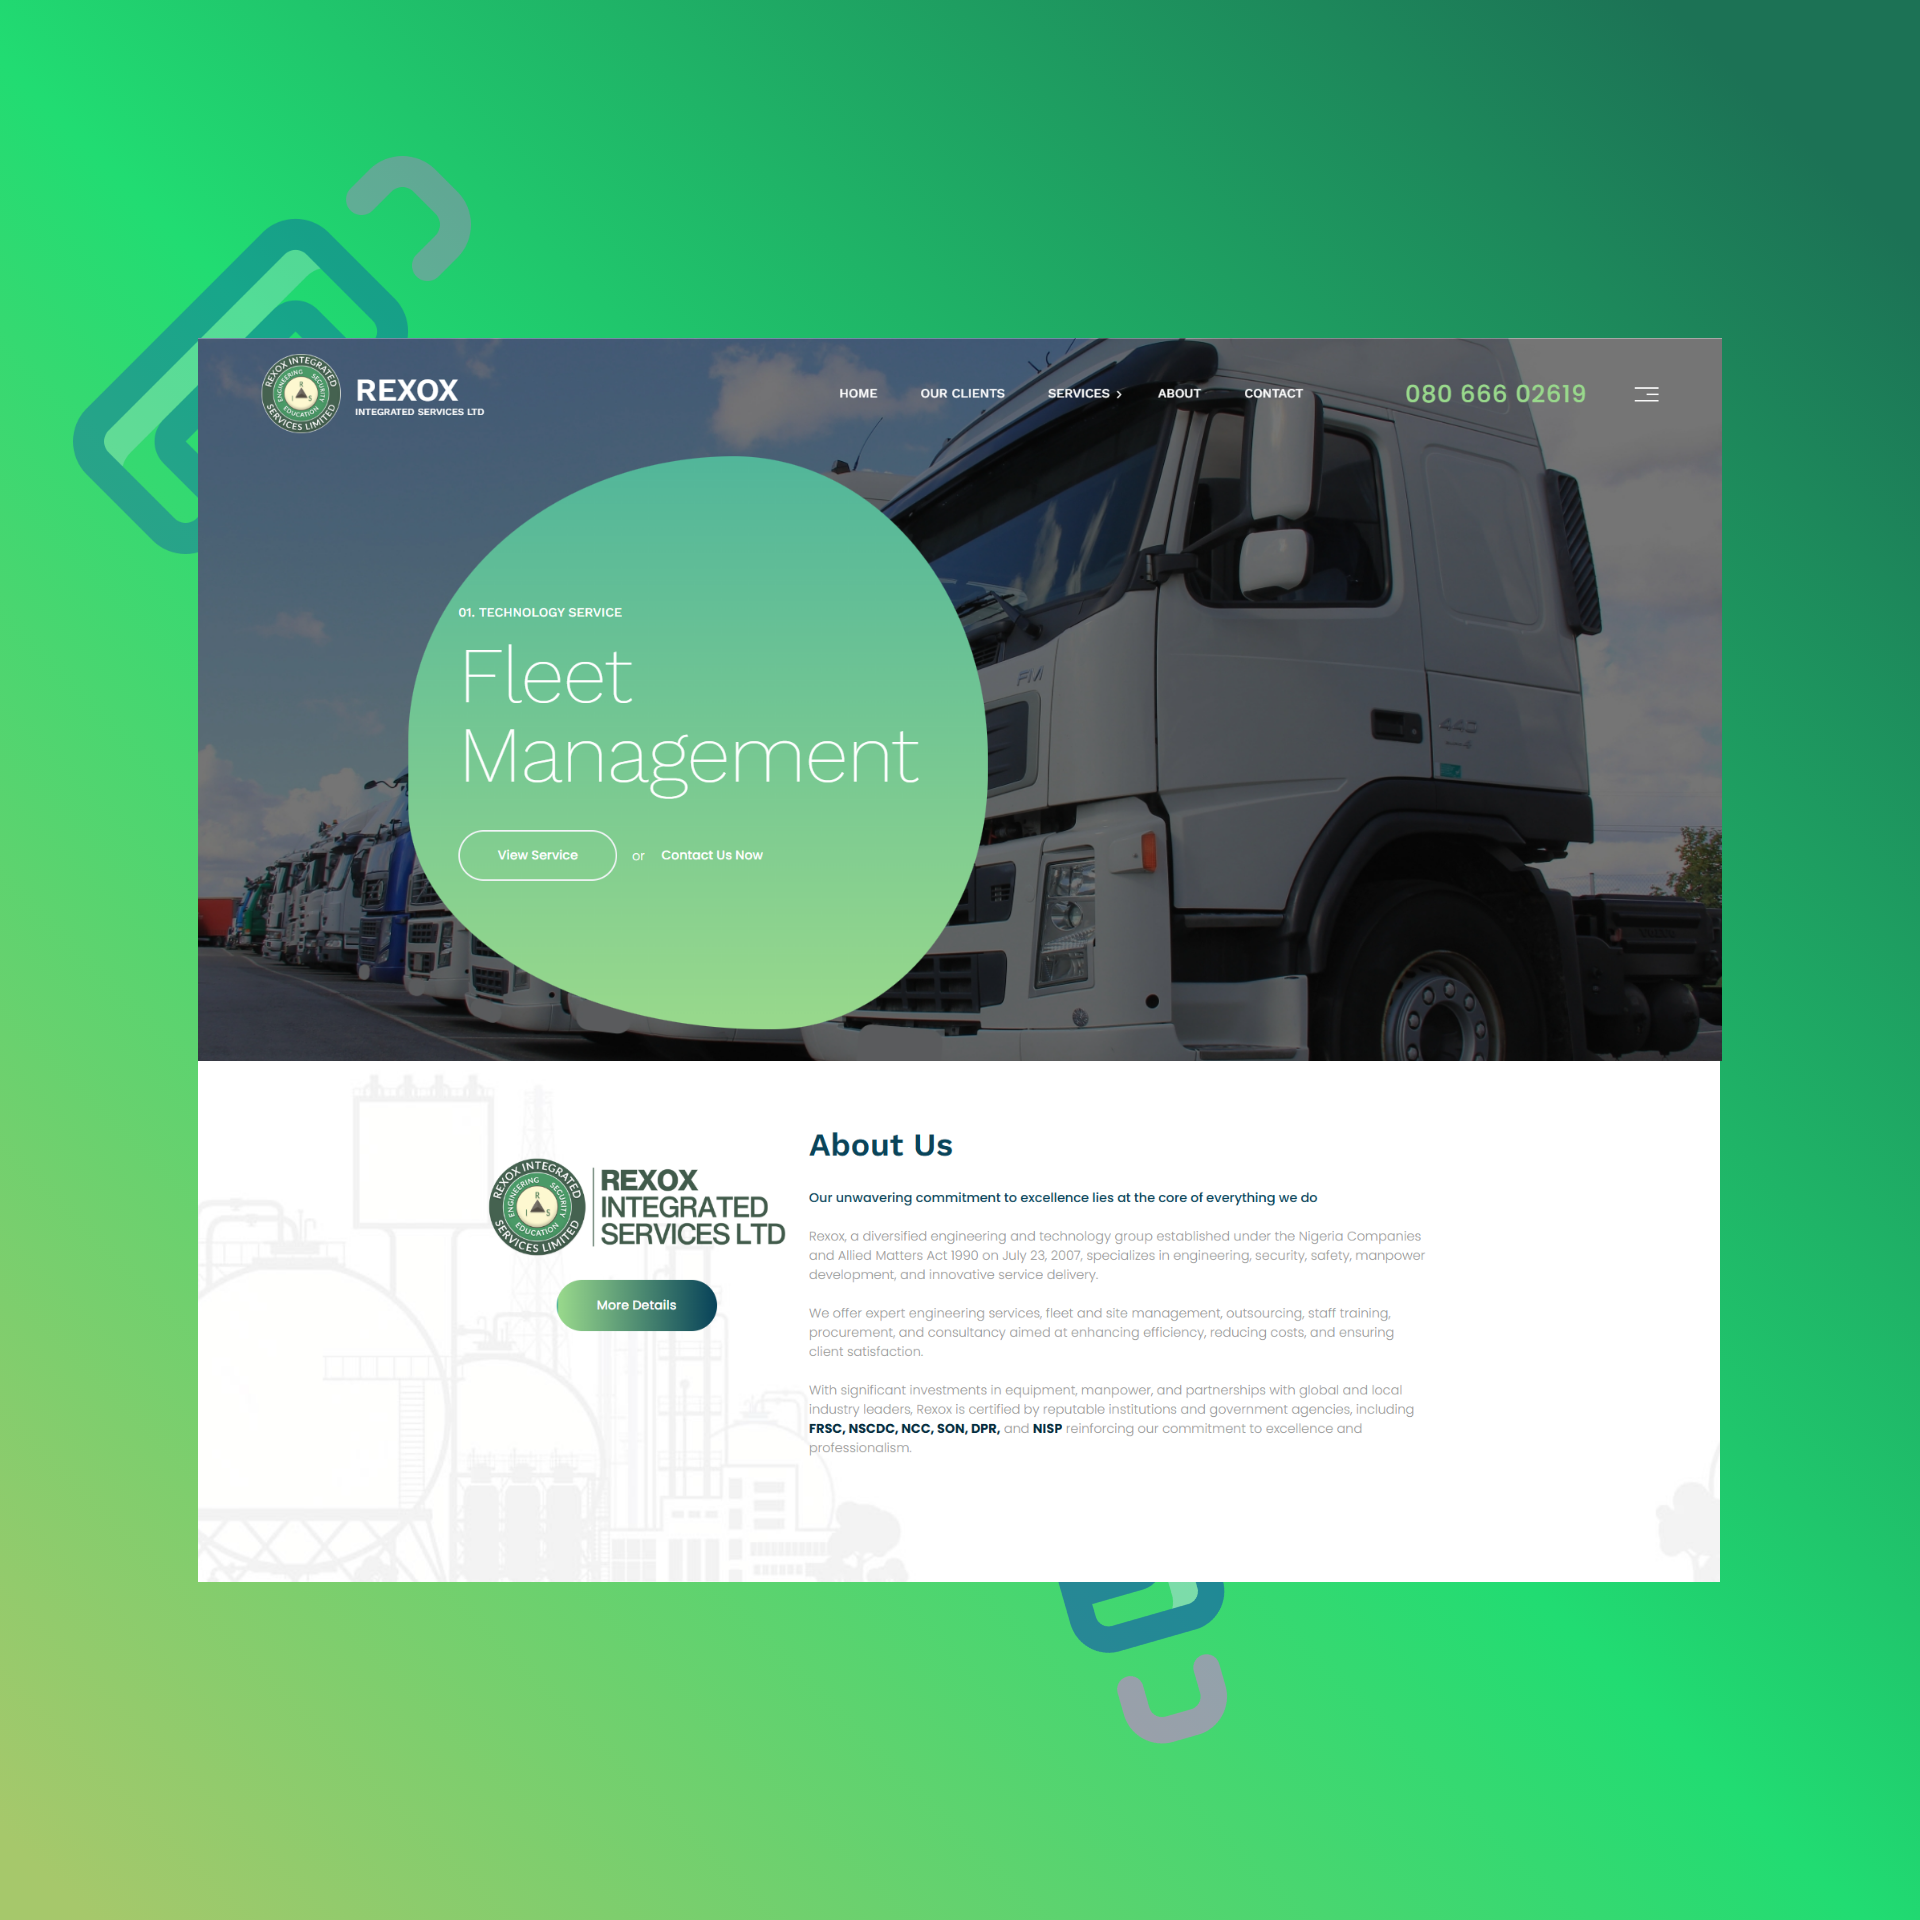 REXOX INTEGRATED
SERVICES LIMITED
ENGINEERING SECURITY
EDUCATION
R
I S
REXOX
INTEGRATED SERVICES LTD
HOME OUR CLIENTS SERVICES ABOUT CONTACT 080 666 02619
01. TECHNOLOGY SERVICE
Fleet
Management
View Service or Contact Us Now
FM
REXOX INTEGRATED
SERVICES LIMITED
ENGINEERING SECURITY
EDUCATION
R
I S
REXOX
INTEGRATED
SERVICES LTD
More Details
About Us
Our unwavering commitment to excellence lies at the core of everything we do
Rexox, a diversified engineering and technology group established under the Nigeria Companies
and Allied Matters Act 1990 on July 23, 2007, specializes in engineering, security, safety, manpower
development, and innovative service delivery.
We offer expert engineering services, fleet and site management, outsourcing, staff training,
procurement, and consultancy aimed at enhancing efficiency, reducing costs, and ensuring
client satisfaction.
With significant investments in equipment, manpower, and partnerships with global and local
industry leaders, Rexox is certified by reputable institutions and government agencies, including
FRSC, NSCDC, NCC, SON, DPR, and NISP reinforcing our commitment to excellence and
professionalism.